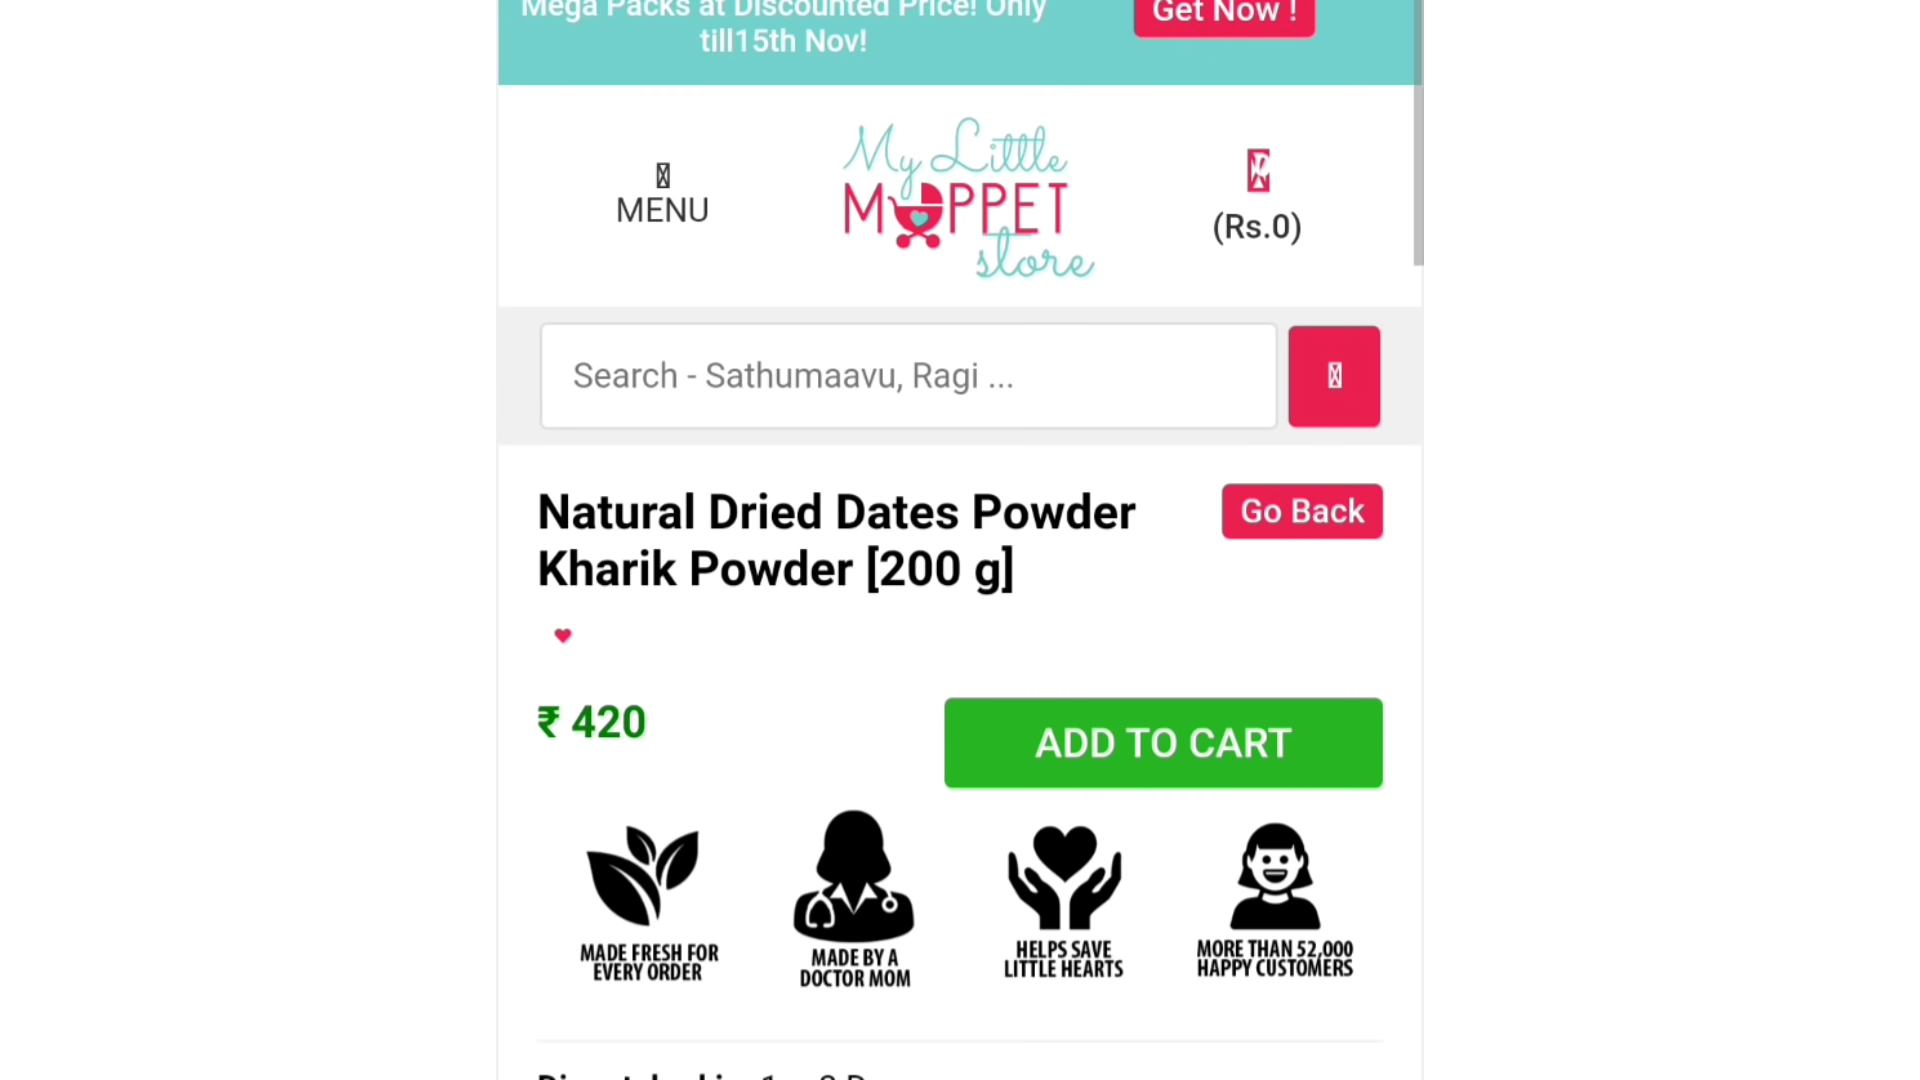 Mega Packs at Discounted Price! Only
till15th Nov!
Get Now !
MENU
My Little
MOPPET
store
(Rs.0)
Search - Sathumaavu, Ragi ...
Natural Dried Dates Powder
Kharik Powder [200 g]
Go Back
₹ 420
ADD TO CART
MADE FRESH FOR
EVERY ORDER
MADE BY A
DOCTOR MOM
HELPS SAVE
LITTLE HEARTS
MORE THAN 52,000
HAPPY CUSTOMERS